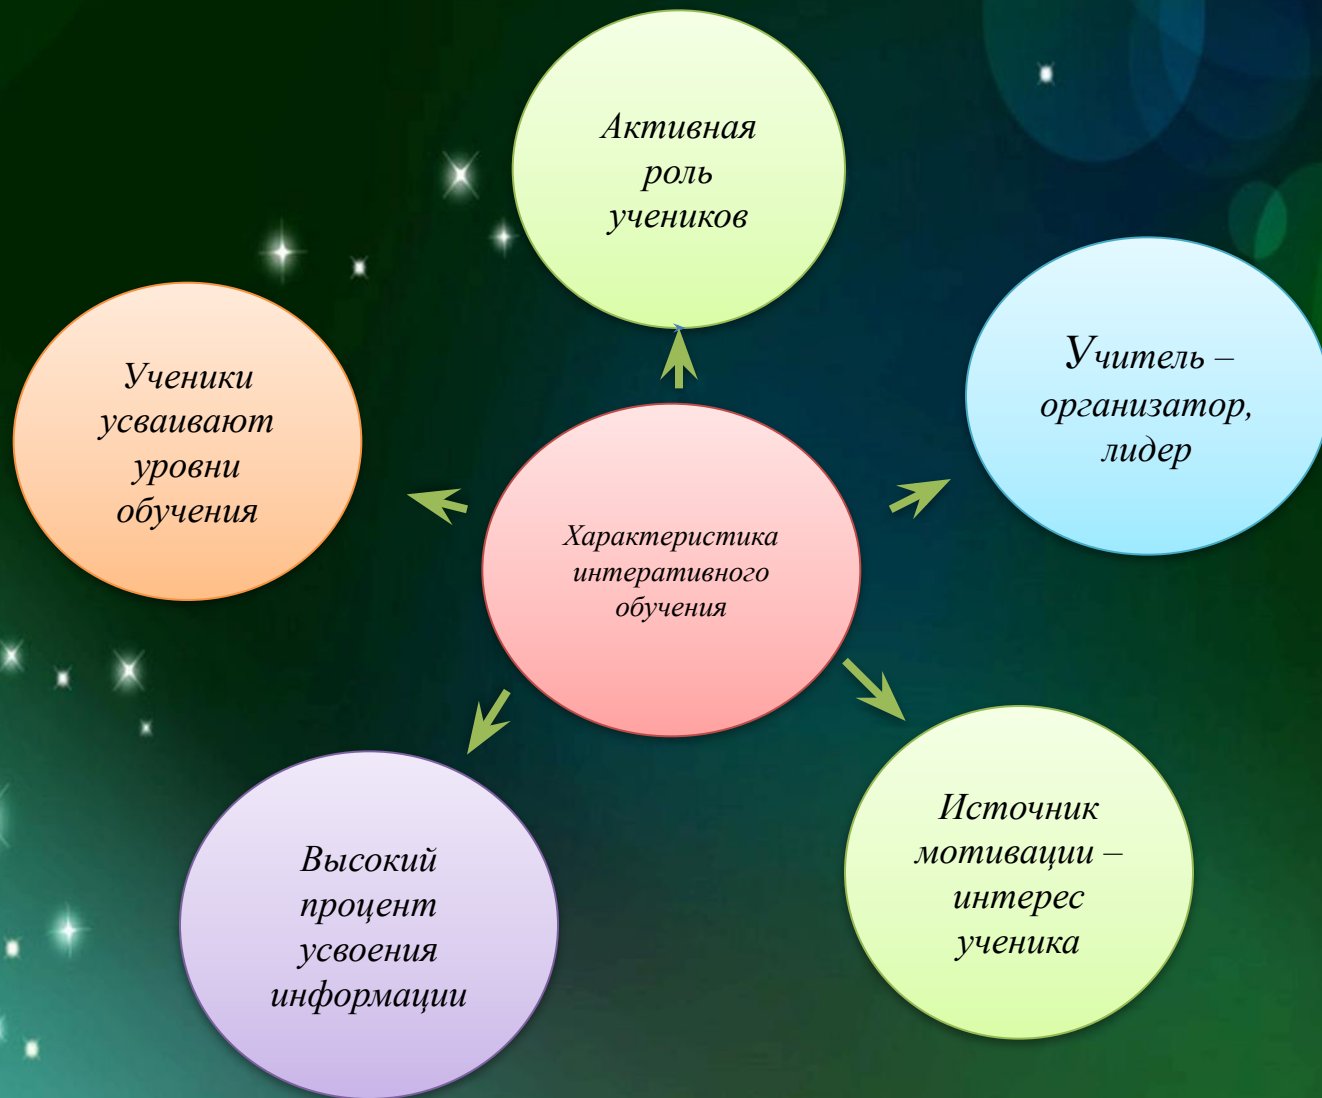 Активная
роль
учеников
Учитель –
организатор,
лидер
Ученики
усваивают
уровни
обучения
Характеристика
интеративного
обучения
Источник
мотивации –
интерес
ученика
Высокий
процент
усвоения
информации